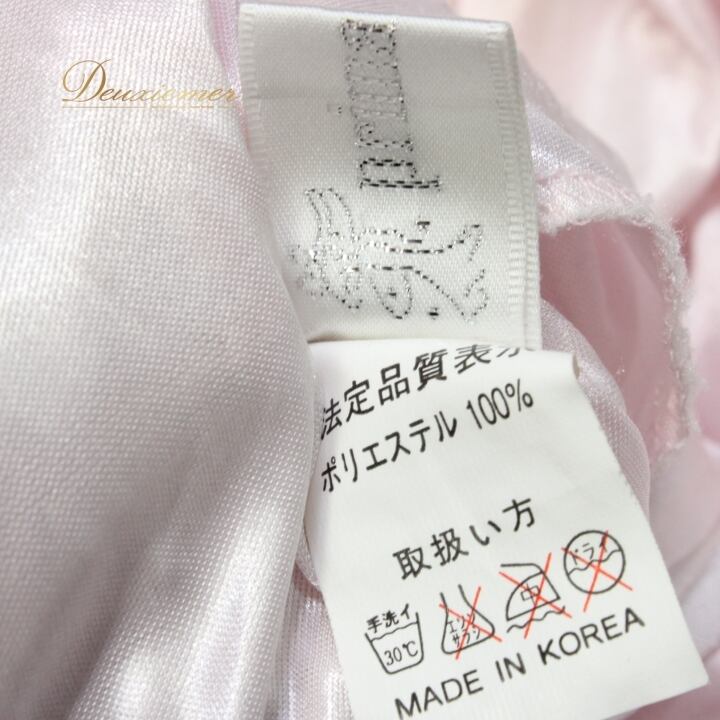 Deuxiemer
法定品質表示
ポリエステル 100%
取扱い方
手洗イ
30℃
エンソ
サラシ
中
ドライ
MADE IN KOREA